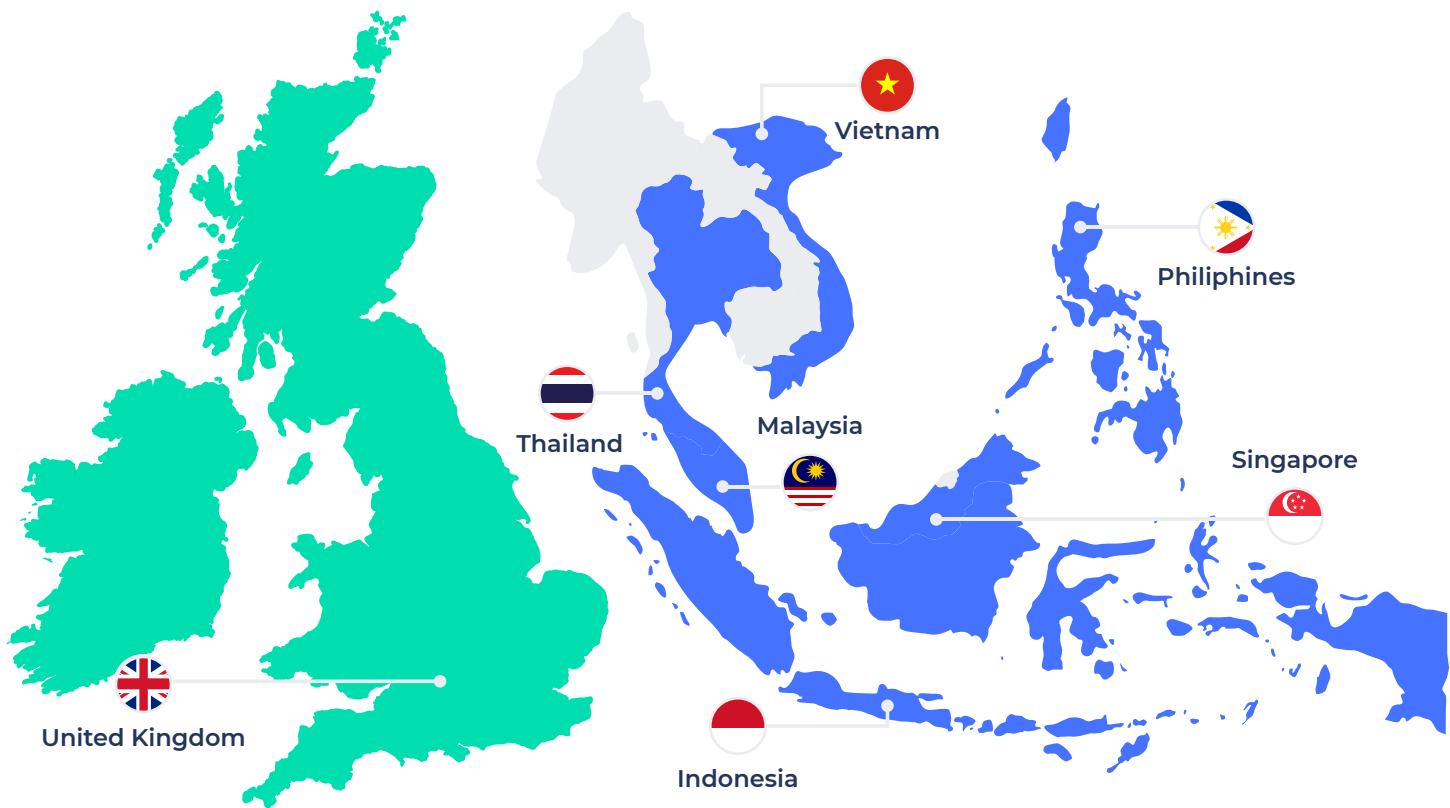 Vietnam
Philiphines
Malaysia
Thailand
Singapore
United Kingdom
Indonesia